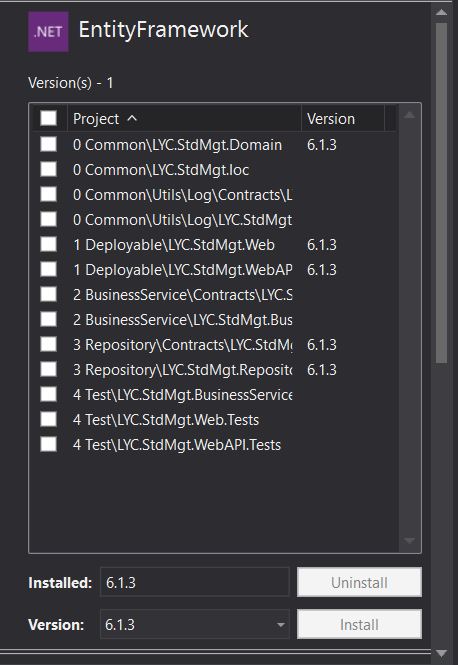 .NET EntityFramework
Version(s) - 1
Project Version
0 Common\LYC.StdMgt.Domain 6.1.3
0 Common\LYC.StdMgt.Ioc
0 Common\Utils\Log\Contracts\L
0 Common\Utils\Log\LYC.StdMgt
1 Deployable\LYC.StdMgt.Web 6.1.3
1 Deployable\LYC.StdMgt.WebAP 6.1.3
2 BusinessService\Contracts\LYC.S
2 BusinessService\LYC.StdMgt.Bus
3 Repository\Contracts\LYC.StdMg 6.1.3
3 Repository\LYC.StdMgt.Reposito 6.1.3
4 Test\LYC.StdMgt.BusinessService
4 Test\LYC.StdMgt.Web.Tests
4 Test\LYC.StdMgt.WebAPI.Tests
Installed: 6.1.3 Uninstall
Version: 6.1.3 Install